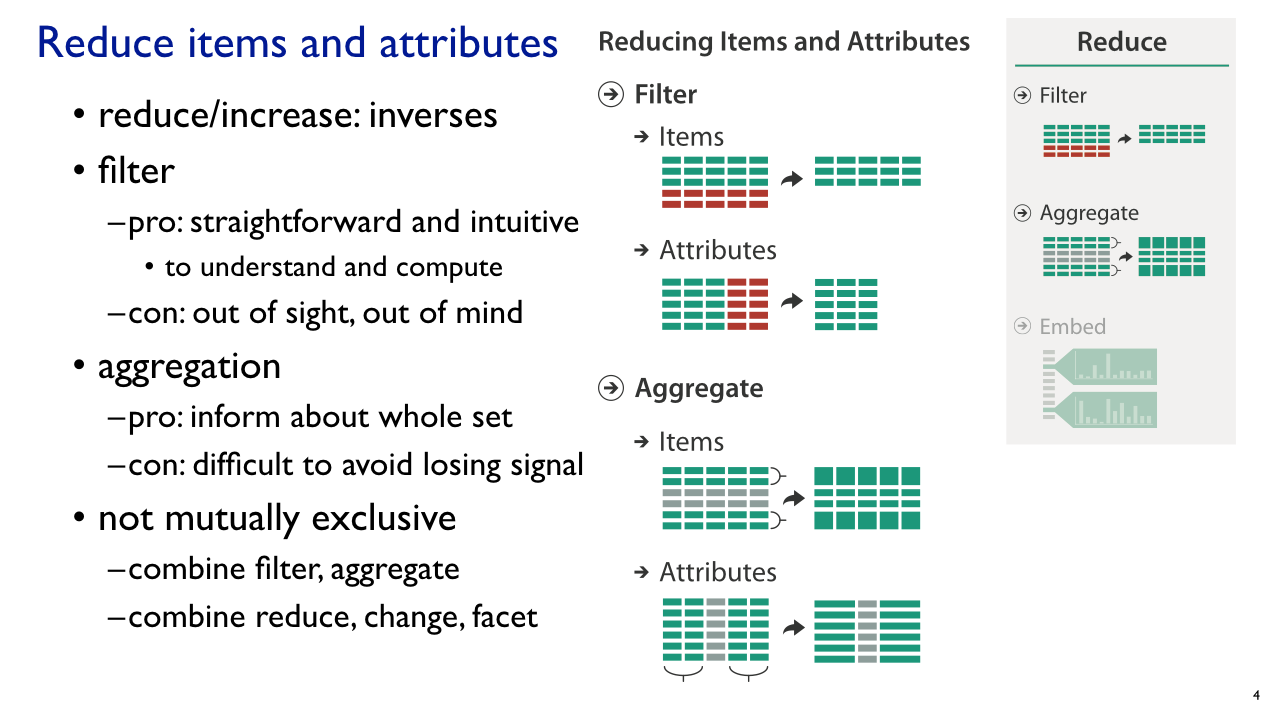 Reduce items and attributes
• reduce/increase: inverses
• filter
–pro: straightforward and intuitive
• to understand and compute
–con: out of sight, out of mind
• aggregation
–pro: inform about whole set
–con: difficult to avoid losing signal
• not mutually exclusive
–combine filter, aggregate
–combine reduce, change, facet
Reducing Items and Attributes
Filter
Items
Attributes
Aggregate
Items
Attributes
Reduce
Filter
Aggregate
Embed
4